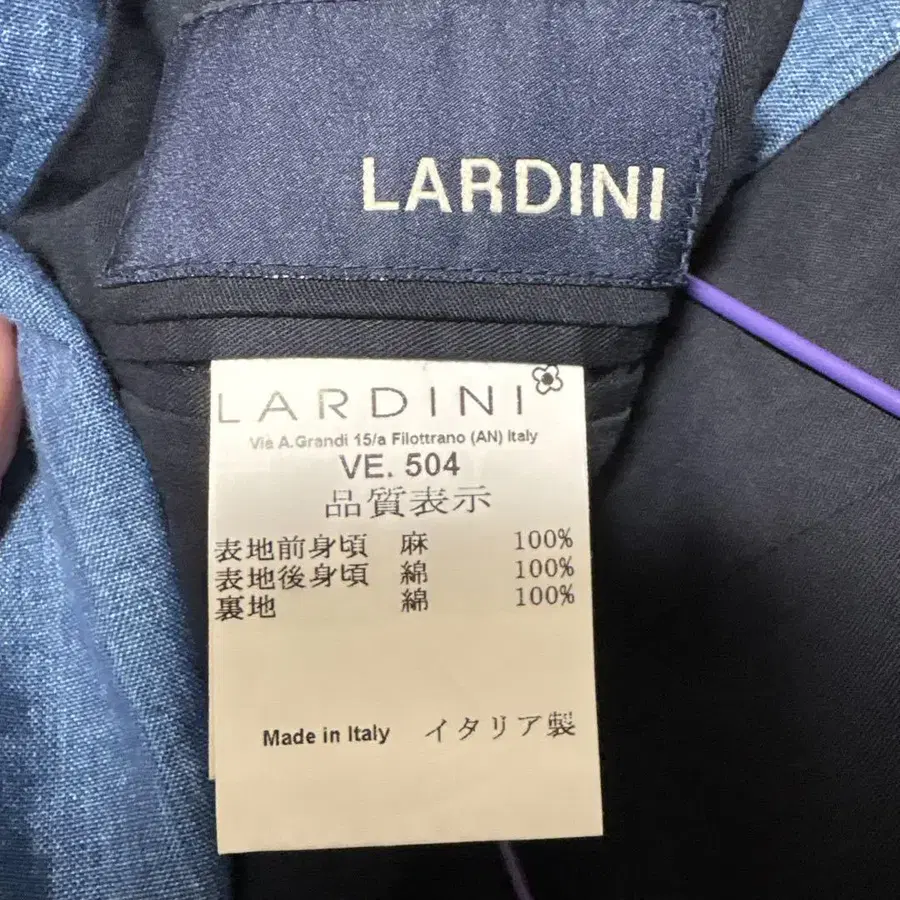 LARDINI
LARDINI
Via A.Grandi 15/a Filottrano (AN) Italy
VE. 504
品質表示
表地前身頃 麻 100%
表地後身頃 綿 100%
裏地 綿 100%
Made in Italy イタリア製